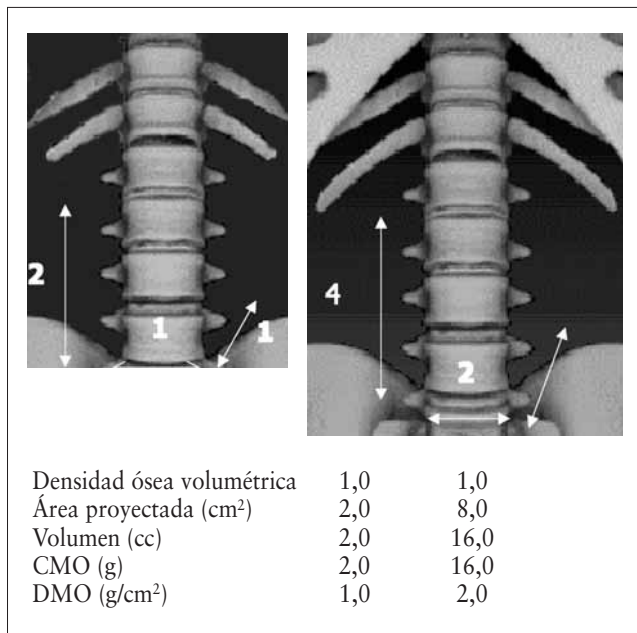 2
1
1
4
2
Densidad ósea volumétrica 1,0 1,0
Área proyectada (cm²) 2,0 8,0
Volumen (cc) 2,0 16,0
CMO (g) 2,0 16,0
DMO (g/cm²) 1,0 2,0